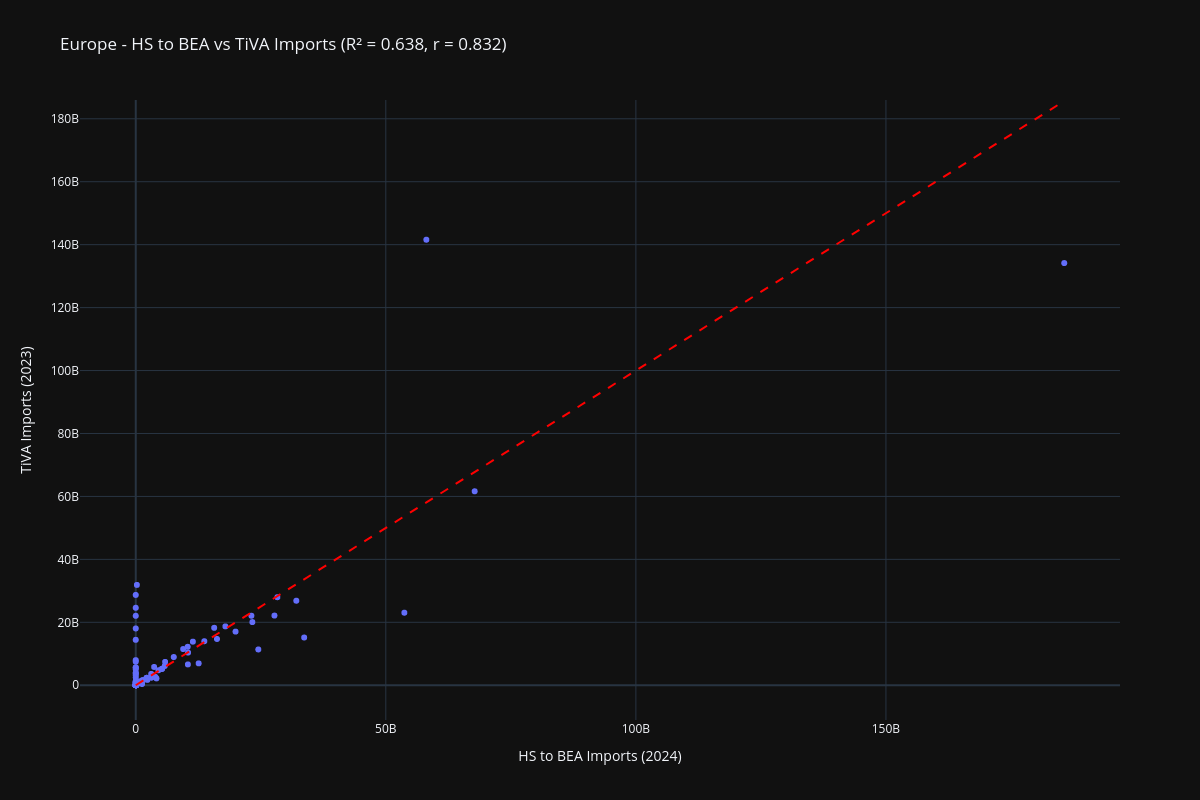 Europe - HS to BEA vs TiVA Imports (R² = 0.638, r = 0.832)
180B
160B
140B
120B
100B
80B
60B
40B
20B
0
TiVA Imports (2023)
0
50B
100B
150B
HS to BEA Imports (2024)